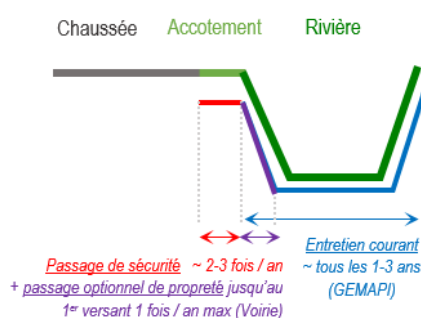 Chaussée Accotement Rivière
Passage de sécurité ~ 2-3 fois / an
+ passage optionnel de propreté jusqu'au
1er versant 1 fois / an max (Voirie)
Entretien courant
~ tous les 1-3 ans
(GEMAPI)